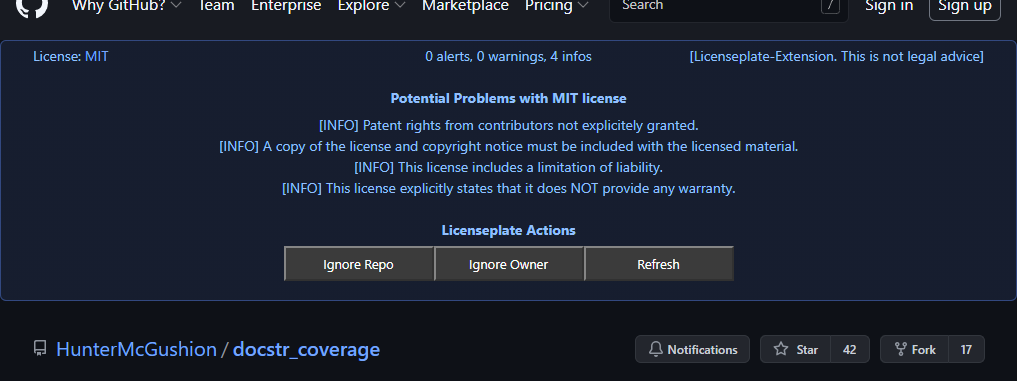 Why GitHub? Team Enterprise Explore Marketplace Pricing Search / Sign in Sign up
License: MIT 0 alerts, 0 warnings, 4 infos [Licenseplate-Extension. This is not legal advice]
Potential Problems with MIT license
[INFO] Patent rights from contributors not explicitely granted.
[INFO] A copy of the license and copyright notice must be included with the licensed material.
[INFO] This license includes a limitation of liability.
[INFO] This license explicitly states that it does NOT provide any warranty.
Licenseplate Actions
Ignore Repo Ignore Owner Refresh
HunterMcGushion / docstr_coverage Notifications Star 42 Fork 17